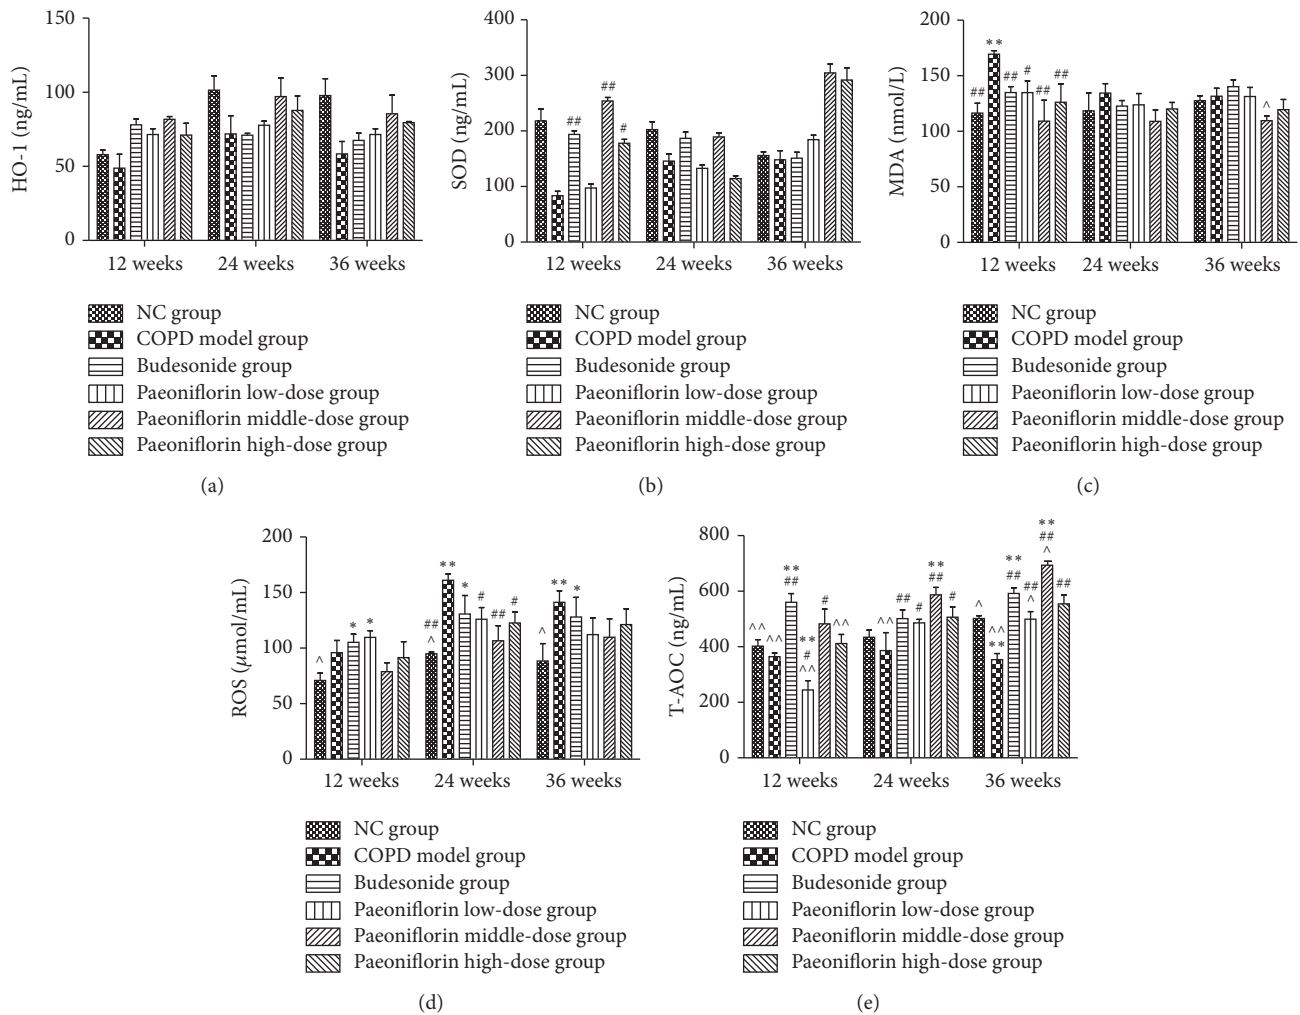 HO-1 (ng/mL)
150
100
50
0
12 weeks 24 weeks 36 weeks
NC group
COPD model group
Budesonide group
Paeoniflorin low-dose group
Paeoniflorin middle-dose group
Paeoniflorin high-dose group
(a)
SOD (ng/mL)
400
300
200
100
0
##
##
#
12 weeks 24 weeks 36 weeks
NC group
COPD model group
Budesonide group
Paeoniflorin low-dose group
Paeoniflorin middle-dose group
Paeoniflorin high-dose group
(b)
MDA (nmol/L)
200
150
100
50
0
**
## ## # ## ##
^
12 weeks 24 weeks 36 weeks
NC group
COPD model group
Budesonide group
Paeoniflorin low-dose group
Paeoniflorin middle-dose group
Paeoniflorin high-dose group
(c)
ROS (μmol/mL)
200
150
100
50
0
^ * *
## ^ ** * # ## #
^ ** *
12 weeks 24 weeks 36 weeks
NC group
COPD model group
Budesonide group
Paeoniflorin low-dose group
Paeoniflorin middle-dose group
Paeoniflorin high-dose group
(d)
T-AOC (ng/mL)
800
600
400
200
0
^^ ^^ ** ## ** # ^^ # ^^
^^ ## # ** ## #
^ ^^ ** ** ## ## ^ ** ## ^ ##
12 weeks 24 weeks 36 weeks
NC group
COPD model group
Budesonide group
Paeoniflorin low-dose group
Paeoniflorin middle-dose group
Paeoniflorin high-dose group
(e)